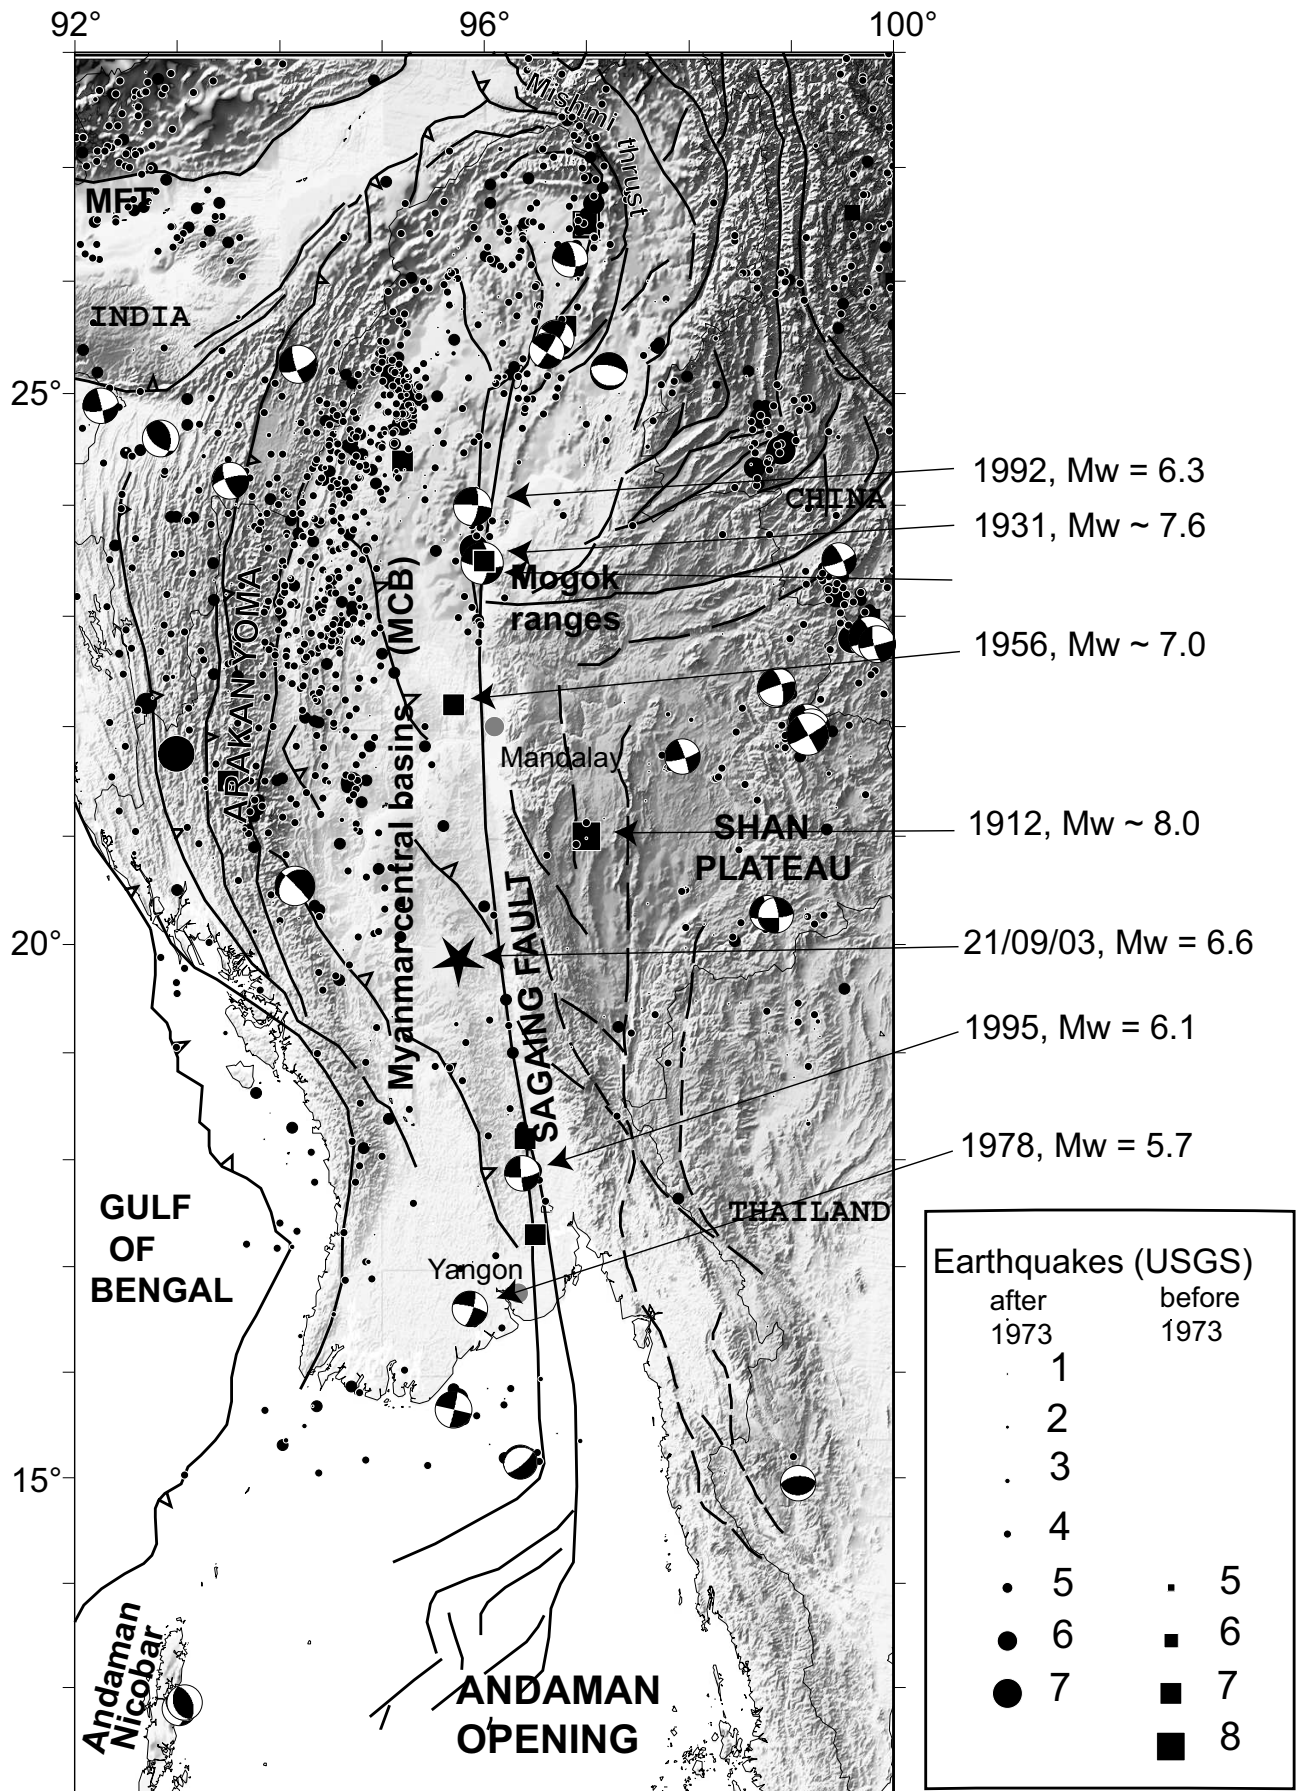 92°
96°
100°
Mishmi thrust
MFT
INDIA
25°
1992, Mw = 6.3
CHINA
1931, Mw ~ 7.6
Mogok
ranges
ARAKAN YOMA
Myanmar central basins (MCB)
1956, Mw ~ 7.0
Mandalay
1912, Mw ~ 8.0
SHAN
PLATEAU
SAGAING FAULT
20°
21/09/03, Mw = 6.6
1995, Mw = 6.1
1978, Mw = 5.7
GULF
OF
BENGAL
THAILAND
Yangon
15°
Andaman
Nicobar
ANDAMAN
OPENING
Earthquakes (USGS)
after
1973
before
1973
1
2
3
4
5
6
7
5
6
7
8